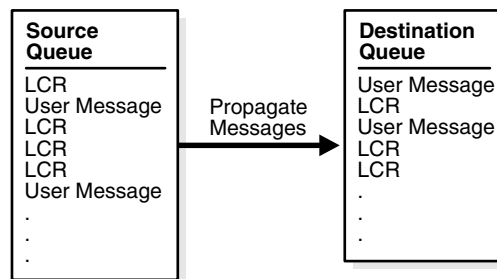 Source
Queue
LCR
User Message
LCR
LCR
LCR
User Message
.
.
.
Propagate
Messages
Destination
Queue
User Message
LCR
User Message
LCR
LCR
.
.
.